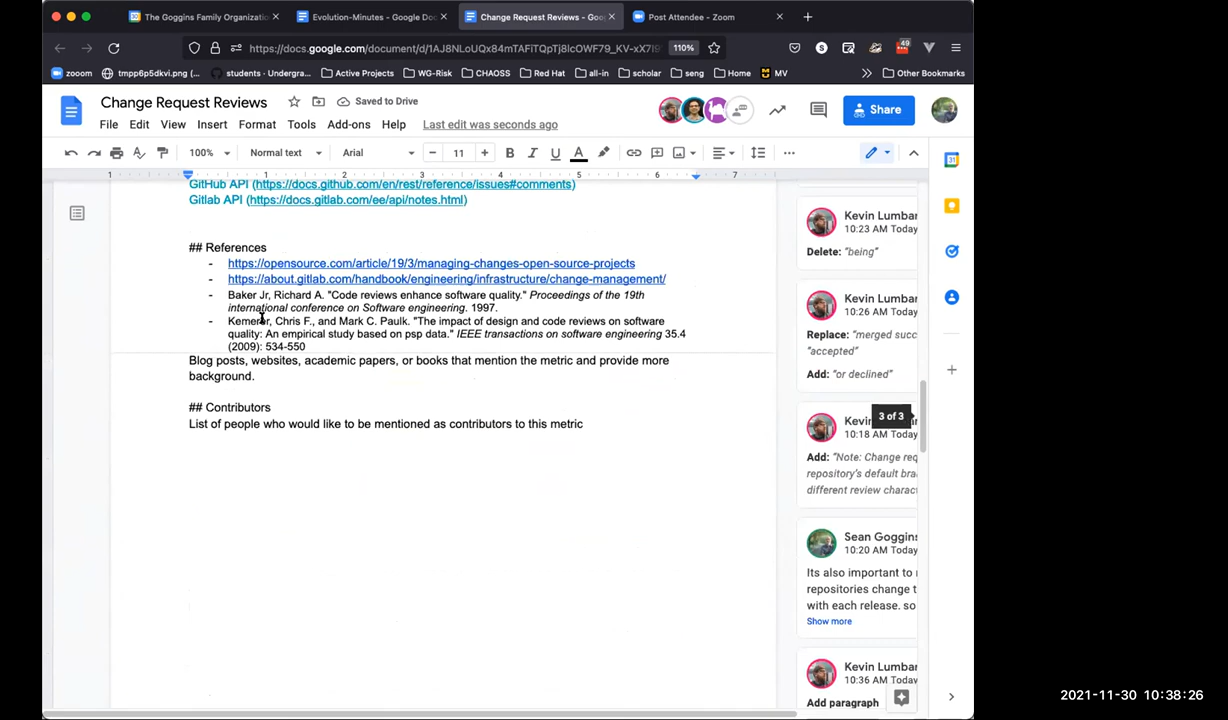 The Goggins Family Organizatio
Evolution-Minutes - Google Doc
Change Request Reviews - Goo
Post Attendee - Zoom
https://docs.google.com/document/d/1AJ8NLoUQx84mTAFiTQpTj8lcOWF79_KV-xX7I9
110%
49
zooom
tmpp6p5dkvi.png (...
students - Undergra...
Active Projects
WG-Risk
CHAOSS
Red Hat
all-in
scholar
seng
Home
MV
Other Bookmarks
Change Request Reviews
Saved to Drive
File Edit View Insert Format Tools Add-ons Help
Last edit was seconds ago
Share
100%
Normal text
Arial
11
1 1 2 3 4 5 6 7
GitHub API (https://docs.github.com/en/rest/reference/issues#comments)
Gitlab API (https://docs.gitlab.com/ee/api/notes.html)
## References
- https://opensource.com/article/19/3/managing-changes-open-source-projects
- https://about.gitlab.com/handbook/engineering/infrastructure/change-management/
- Baker Jr, Richard A. "Code reviews enhance software quality." Proceedings of the 19th
international conference on Software engineering. 1997.
- Kemerer, Chris F., and Mark C. Paulk. "The impact of design and code reviews on software
quality: An empirical study based on psp data." IEEE transactions on software engineering 35.4
(2009): 534-550
Blog posts, websites, academic papers, or books that mention the metric and provide more
background.
## Contributors
List of people who would like to be mentioned as contributors to this metric
Kevin Lumbar
10:23 AM Today
Delete: "being"
Kevin Lumbar
10:26 AM Today
Replace: "merged succ
"accepted"
Add: "or declined"
3 of 3
10:18 AM Today
Add: "Note: Change req
repository's default bra
different review charact
Sean Goggins
10:20 AM Today
Its also important to
repositories change t
with each release. so
Show more
Kevin Lumbar
10:36 AM Today
Add paragraph
2021-11-30 10:38:26